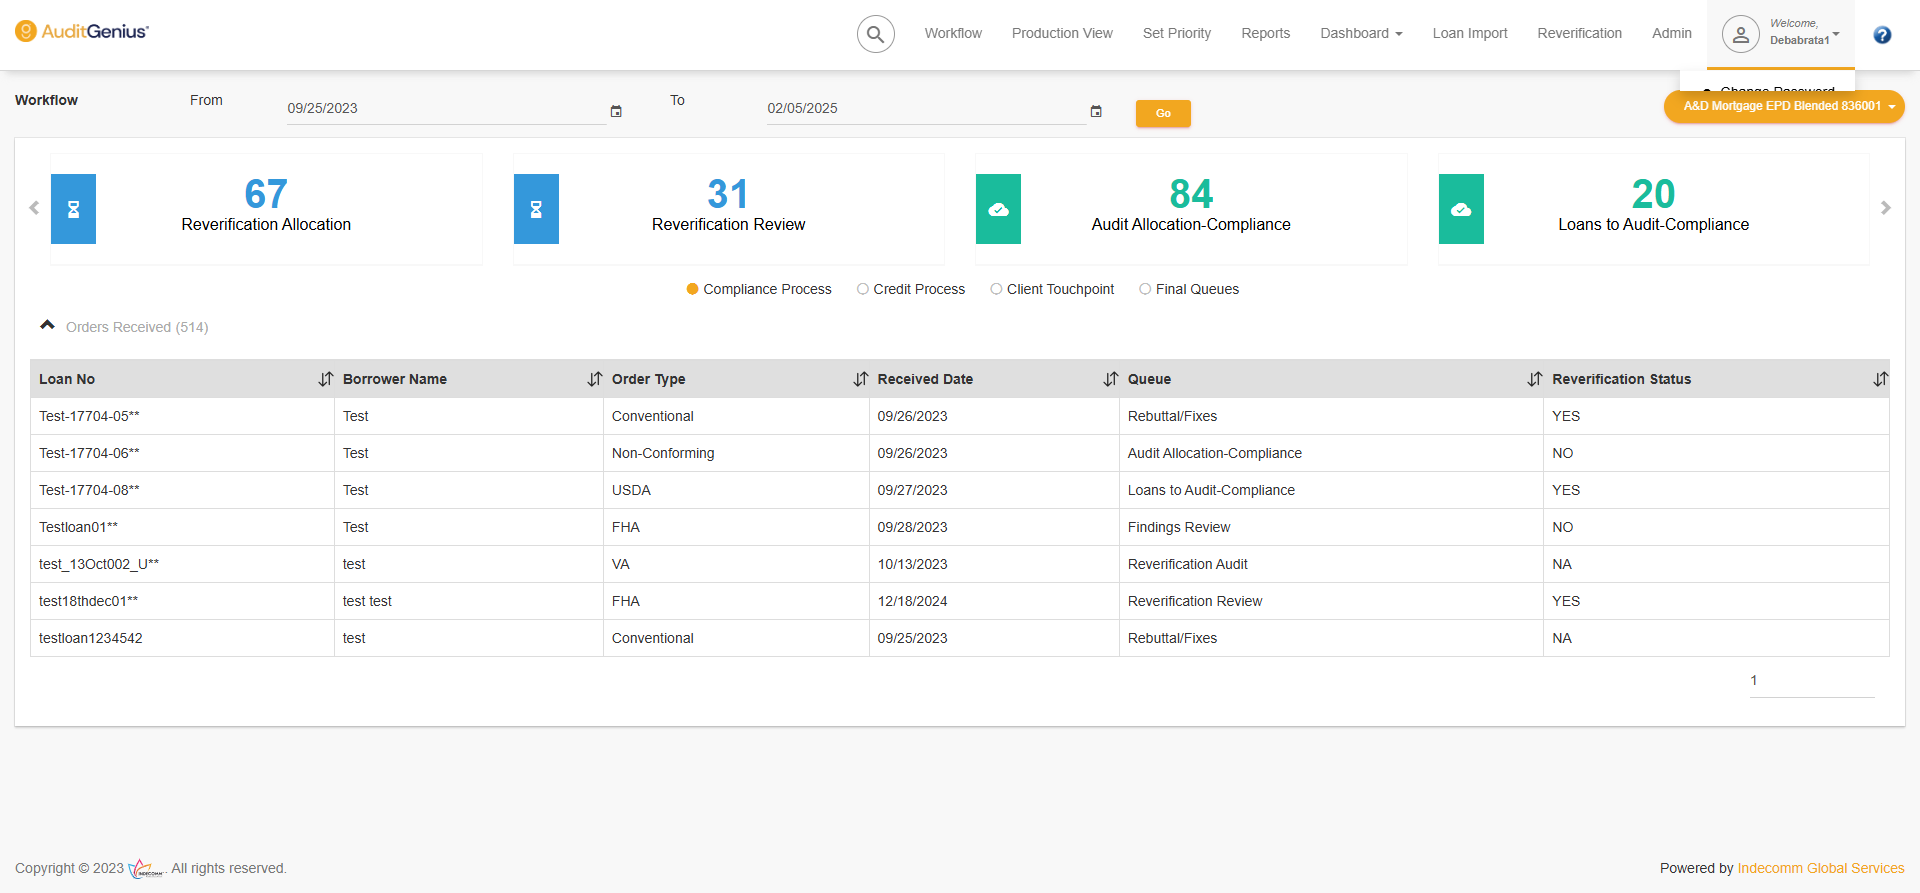 AuditGenius
Workflow Production View Set Priority Reports Dashboard Loan Import Reverification Admin Welcome, Debabrata1 ?
Change Password
Workflow From 09/25/2023 To 02/05/2025 Go A&D Mortgage EPD Blended 836001
67 31 84 20
Reverification Allocation Reverification Review Audit Allocation-Compliance Loans to Audit-Compliance
Compliance Process Credit Process Client Touchpoint Final Queues
Orders Received (514)
Loan No Borrower Name Order Type Received Date Queue Reverification Status
Test-17704-05** Test Conventional 09/26/2023 Rebuttal/Fixes YES
Test-17704-06** Test Non-Conforming 09/26/2023 Audit Allocation-Compliance NO
Test-17704-08** Test USDA 09/27/2023 Loans to Audit-Compliance YES
Testloan01** Test FHA 09/28/2023 Findings Review NO
test_13Oct002_U** test VA 10/13/2023 Reverification Audit NA
test18thdec01** test test FHA 12/18/2024 Reverification Review YES
testloan1234542 test Conventional 09/25/2023 Rebuttal/Fixes NA
1
Copyright © 2023 INDECOMM. All rights reserved. Powered by Indecomm Global Services